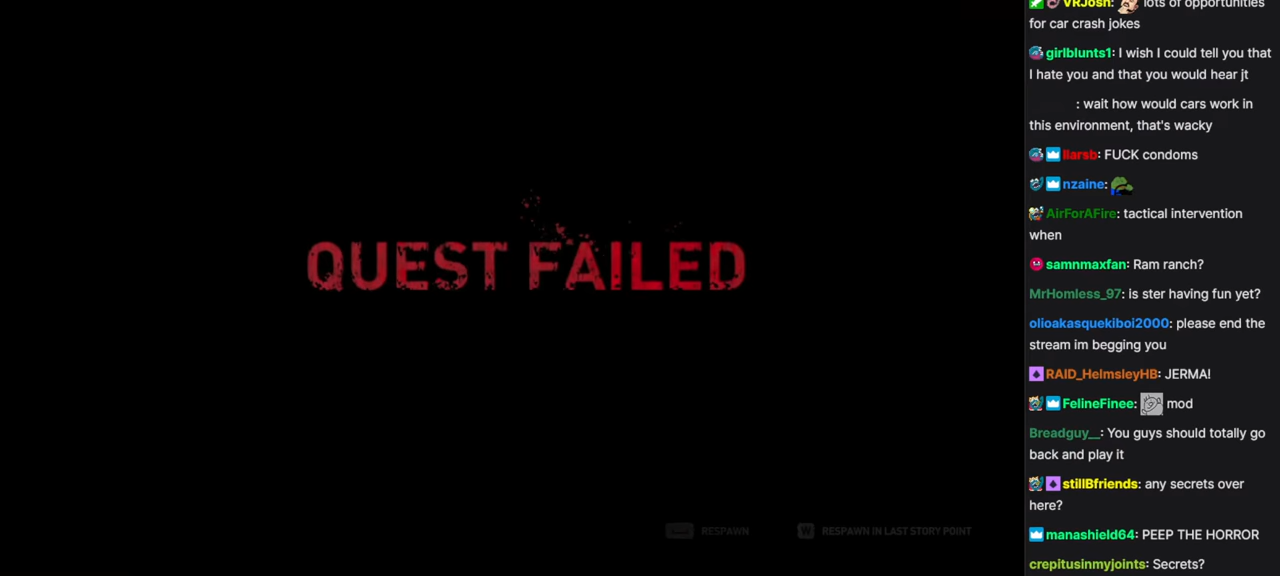 QUEST FAILED
RESPAWN
W RESPAWN IN LAST STORY POINT
VRJosh: lots of opportunities
for car crash jokes
girlblunts1: I wish I could tell you that
I hate you and that you would hear jt
: wait how would cars work in
this environment, that's wacky
llarsb: FUCK condoms
nzaine:
AirForAFire: tactical intervention
when
samnmaxfan: Ram ranch?
MrHomless_97: is ster having fun yet?
olioakasquekiboi2000: please end the
stream im begging you
RAID_HelmsleyHB: JERMA!
FelineFinee: mod
Breadguy__: You guys should totally go
back and play it
stillBfriends: any secrets over
here?
manashield64: PEEP THE HORROR
crepitusinmyjoints: Secrets?